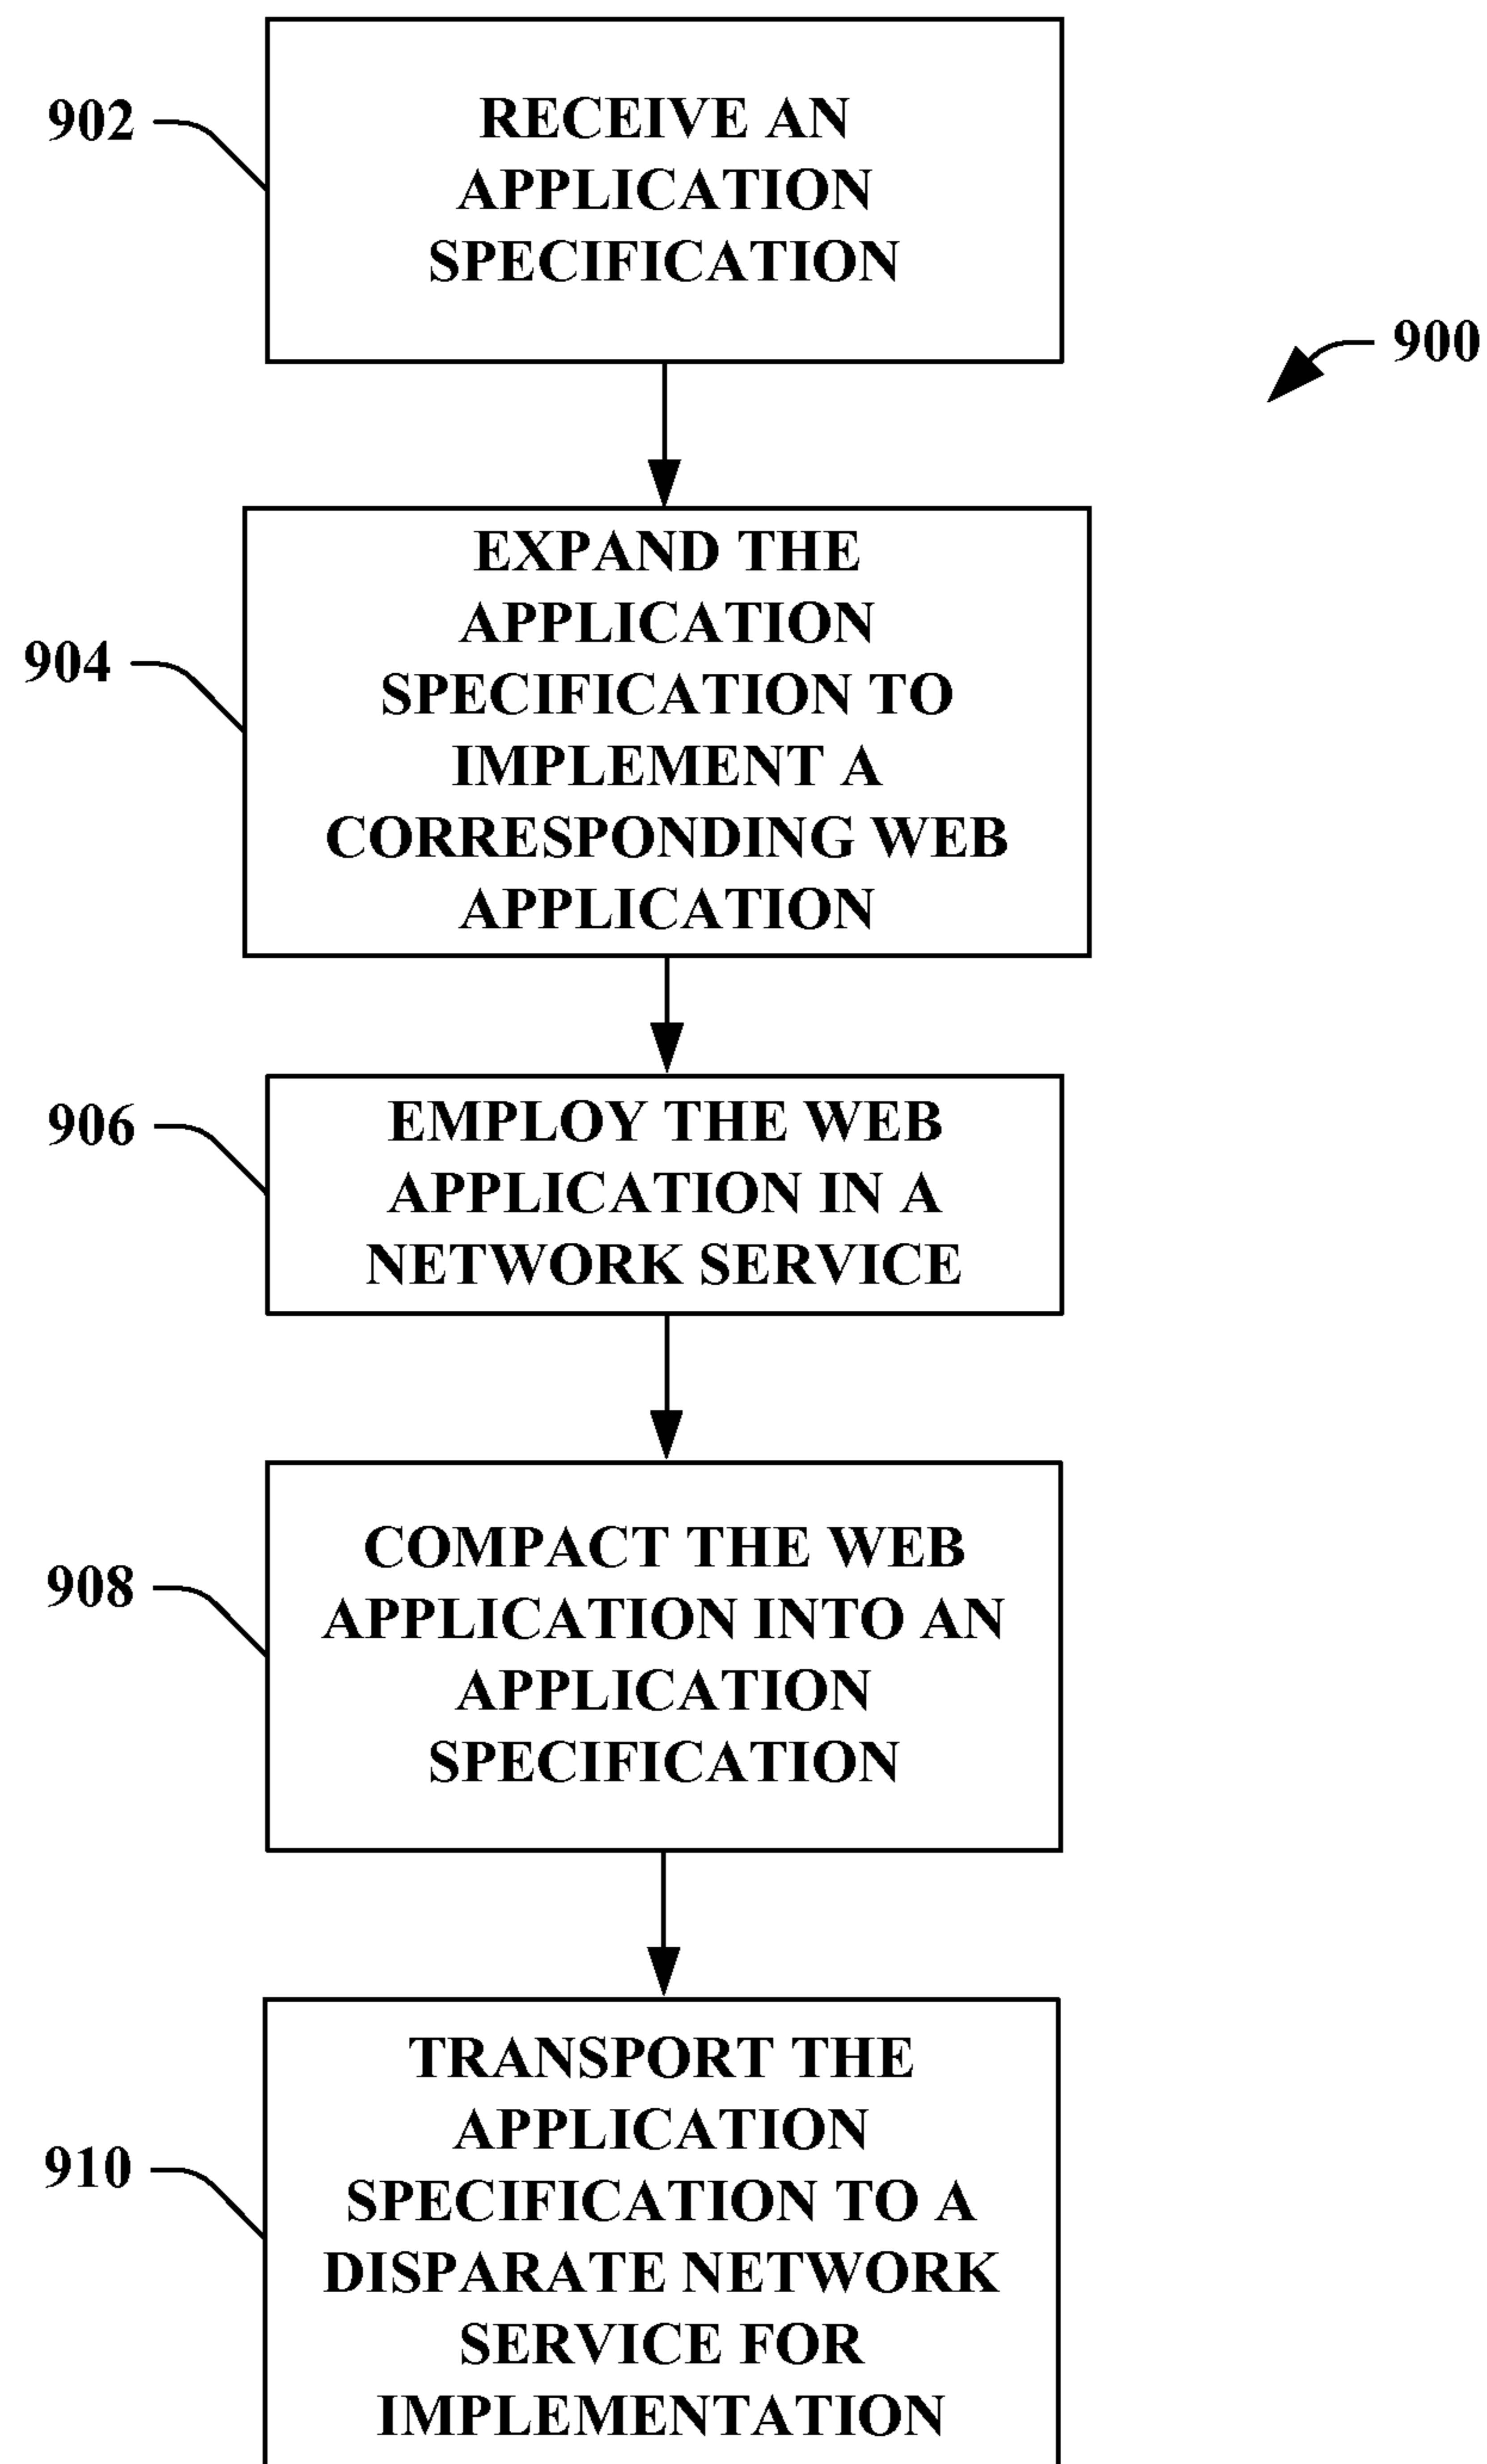 902
RECEIVE AN
APPLICATION
SPECIFICATION
900
904
EXPAND THE
APPLICATION
SPECIFICATION TO
IMPLEMENT A
CORRESPONDING WEB
APPLICATION
906
EMPLOY THE WEB
APPLICATION IN A
NETWORK SERVICE
908
COMPACT THE WEB
APPLICATION INTO AN
APPLICATION
SPECIFICATION
910
TRANSPORT THE
APPLICATION
SPECIFICATION TO A
DISPARATE NETWORK
SERVICE FOR
IMPLEMENTATION